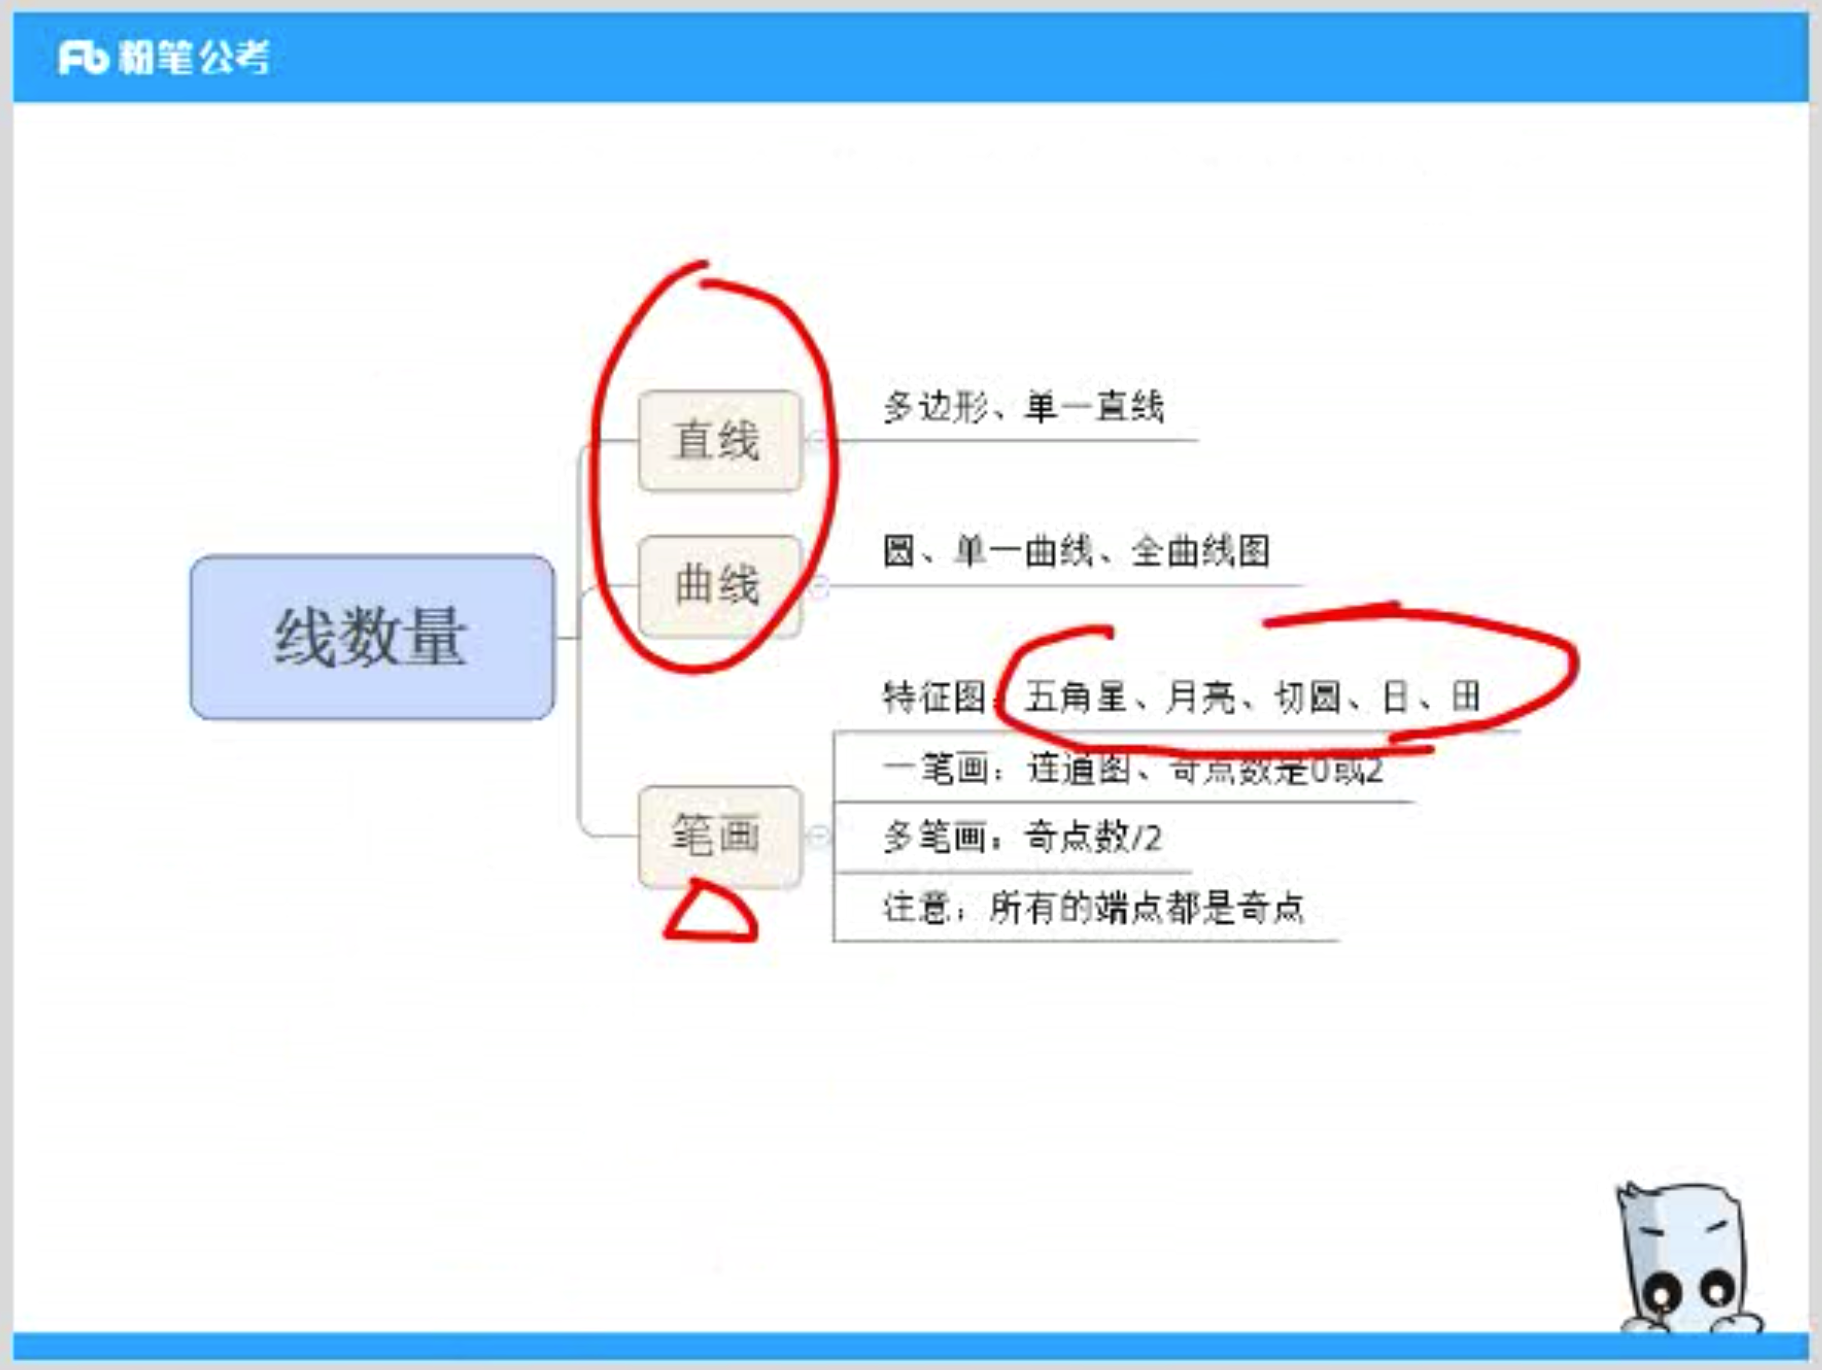 Fb 粉笔公考
直线
多边形、单一直线
曲线
圆、单一曲线、全曲线图
线数量
特征图：五角星、月亮、切圆、日、田
一笔画：连通图、奇点数是0或2
笔画
多笔画：奇点数/2
注意：所有的端点都是奇点